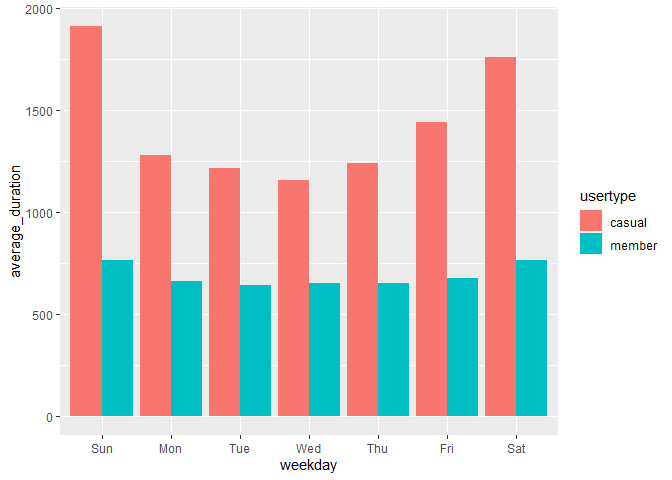 2000
1500
1000
500
0
average_duration
Sun Mon Tue Wed Thu Fri Sat
weekday
usertype
casual
member